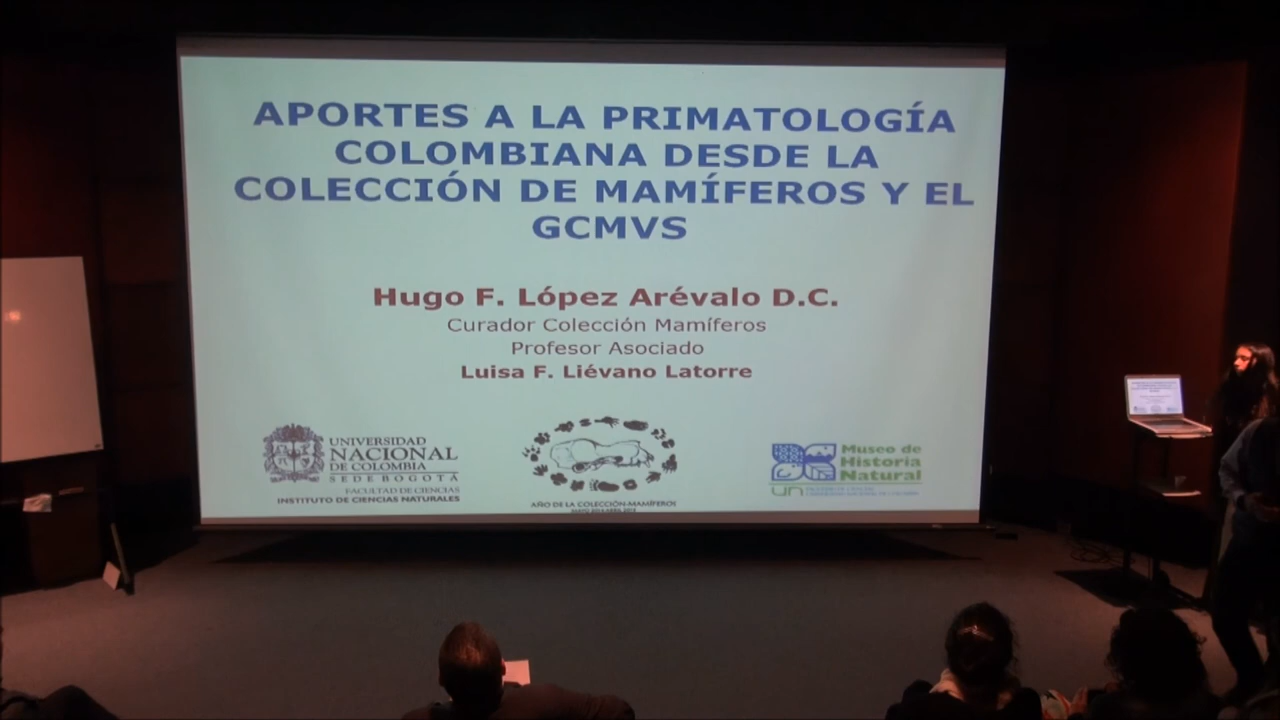 APORTES A LA PRIMATOLOGÍA
COLOMBIANA DESDE LA
COLECCIÓN DE MAMÍFEROS Y EL
GCMVS
Hugo F. López Arévalo D.C.
Curador Colección Mamíferos
Profesor Asociado
Luisa F. Liévano Latorre
UNIVERSIDAD
NACIONAL
DE COLOMBIA
SEDE BOGOTÁ
FACULTAD DE CIENCIAS
INSTITUTO DE CIENCIAS NATURALES
AÑO DE LA COLECCIÓN MAMÍFEROS
Museo de
Historia
Natural
UN